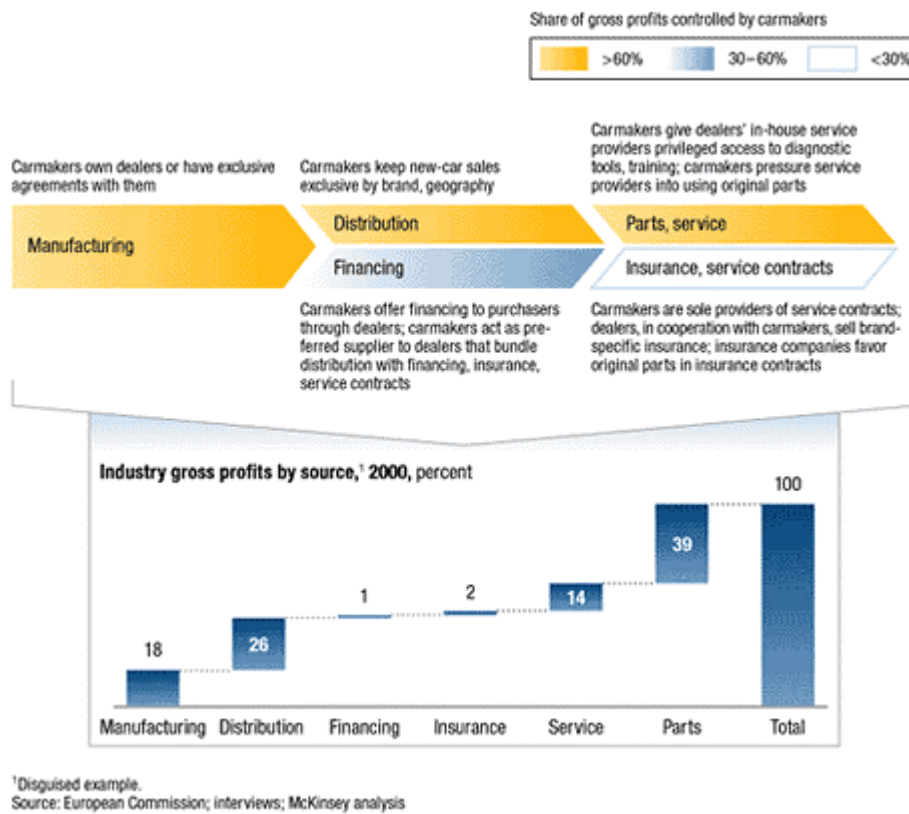 Share of gross profits controlled by carmakers
>60% 30–60% <30%
Carmakers own dealers or have exclusive
agreements with them
Carmakers keep new-car sales
exclusive by brand, geography
Carmakers give dealers' in-house service
providers privileged access to diagnostic
tools, training; carmakers pressure service
providers into using original parts
Manufacturing
Distribution
Parts, service
Financing
Insurance, service contracts
Carmakers offer financing to purchasers
through dealers; carmakers act as pre-
ferred supplier to dealers that bundle
distribution with financing, insurance,
service contracts
Carmakers are sole providers of service contracts;
dealers, in cooperation with carmakers, sell brand-
specific insurance; insurance companies favor
original parts in insurance contracts
Industry gross profits by source,¹ 2000, percent
18
26
1
2
14
39
100
Manufacturing Distribution Financing Insurance Service Parts Total
¹Disguised example.
Source: European Commission; interviews; McKinsey analysis